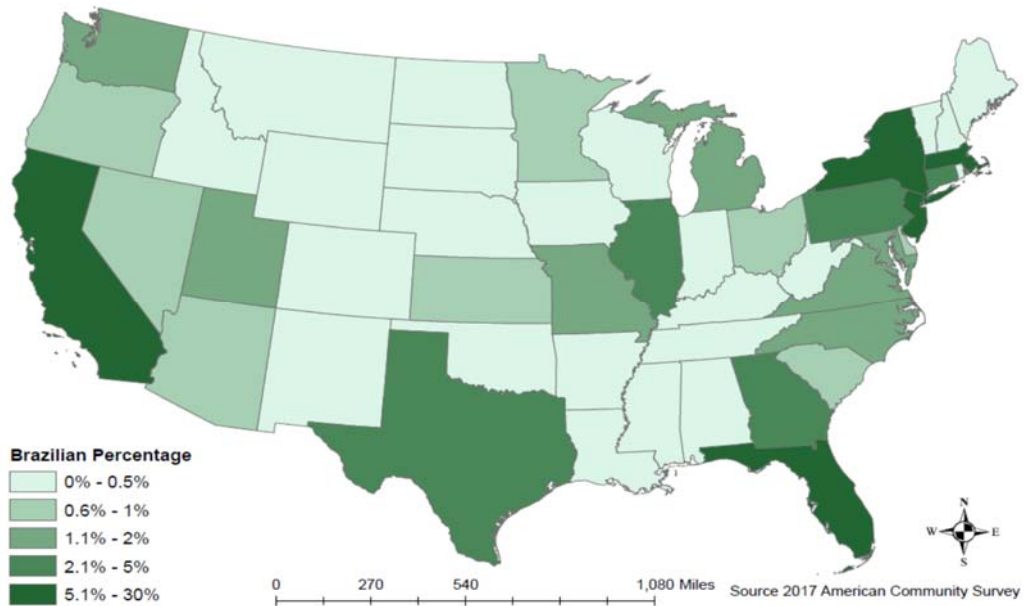 N
W E
S
Brazilian Percentage
0% - 0.5%
0.6% - 1%
1.1% - 2%
2.1% - 5%
5.1% - 30%
0 270 540 1,080 Miles
Source 2017 American Community Survey